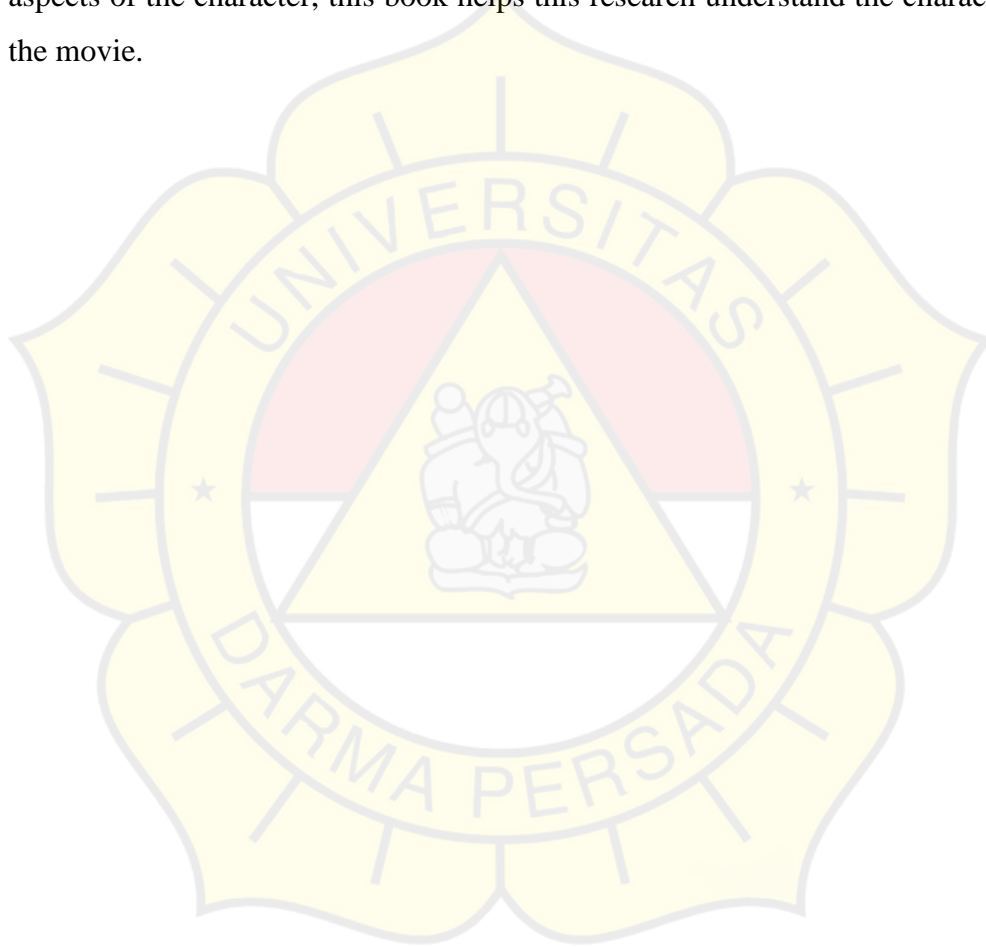 aspects of the character, this book helps this research understand the charac
the movie.
UNIVERSITAS
DARMA PERSADA